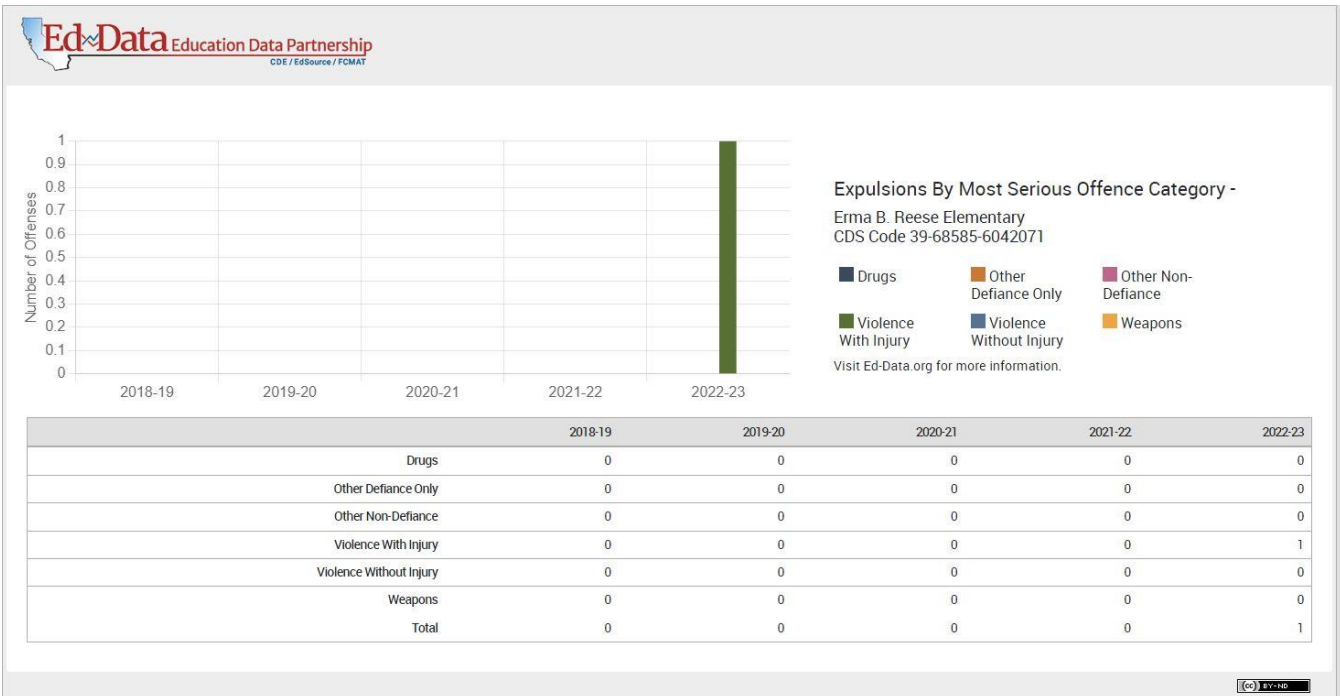 Ed Data Education Data Partnership
CDE / EdSource / FCMAT
1
0.9
0.8
0.7
0.6
0.5
0.4
0.3
0.2
0.1
0
Number of Offenses
2018-19 2019-20 2020-21 2021-22 2022-23
Expulsions By Most Serious Offence Category -
Erma B. Reese Elementary
CDS Code 39-68585-6042071
Drugs
Other
Defiance Only
Other Non-
Defiance
Violence
With Injury
Violence
Without Injury
Weapons
Visit Ed-Data.org for more information.
2018-19 2019-20 2020-21 2021-22 2022-23
Drugs 0 0 0 0 0
Other Defiance Only 0 0 0 0 0
Other Non-Defiance 0 0 0 0 0
Violence With Injury 0 0 0 0 1
Violence Without Injury 0 0 0 0 0
Weapons 0 0 0 0 0
Total 0 0 0 0 1
(cc) BY-ND